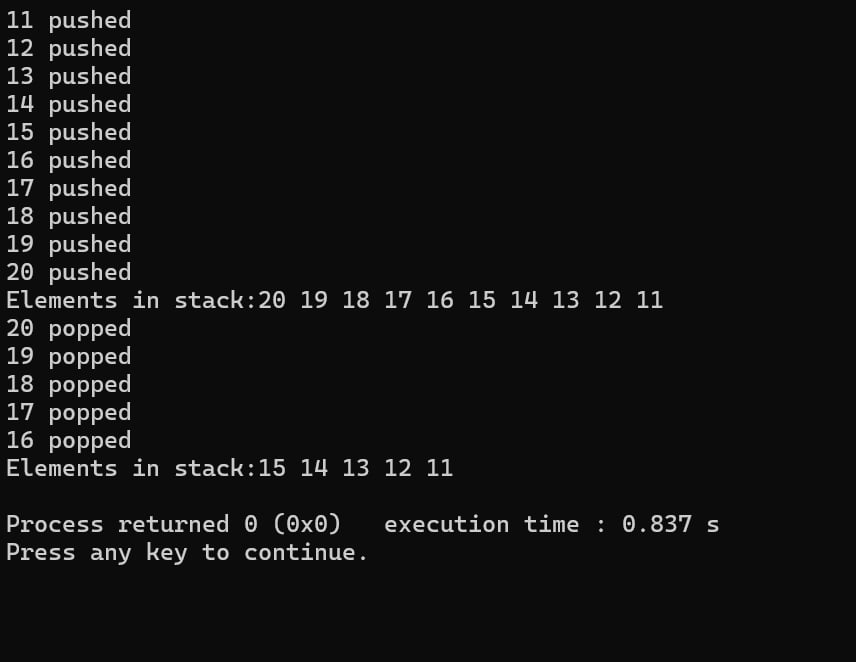 11 pushed
12 pushed
13 pushed
14 pushed
15 pushed
16 pushed
17 pushed
18 pushed
19 pushed
20 pushed
Elements in stack:20 19 18 17 16 15 14 13 12 11
20 popped
19 popped
18 popped
17 popped
16 popped
Elements in stack:15 14 13 12 11
Process returned 0 (0x0)   execution time : 0.837 s
Press any key to continue.